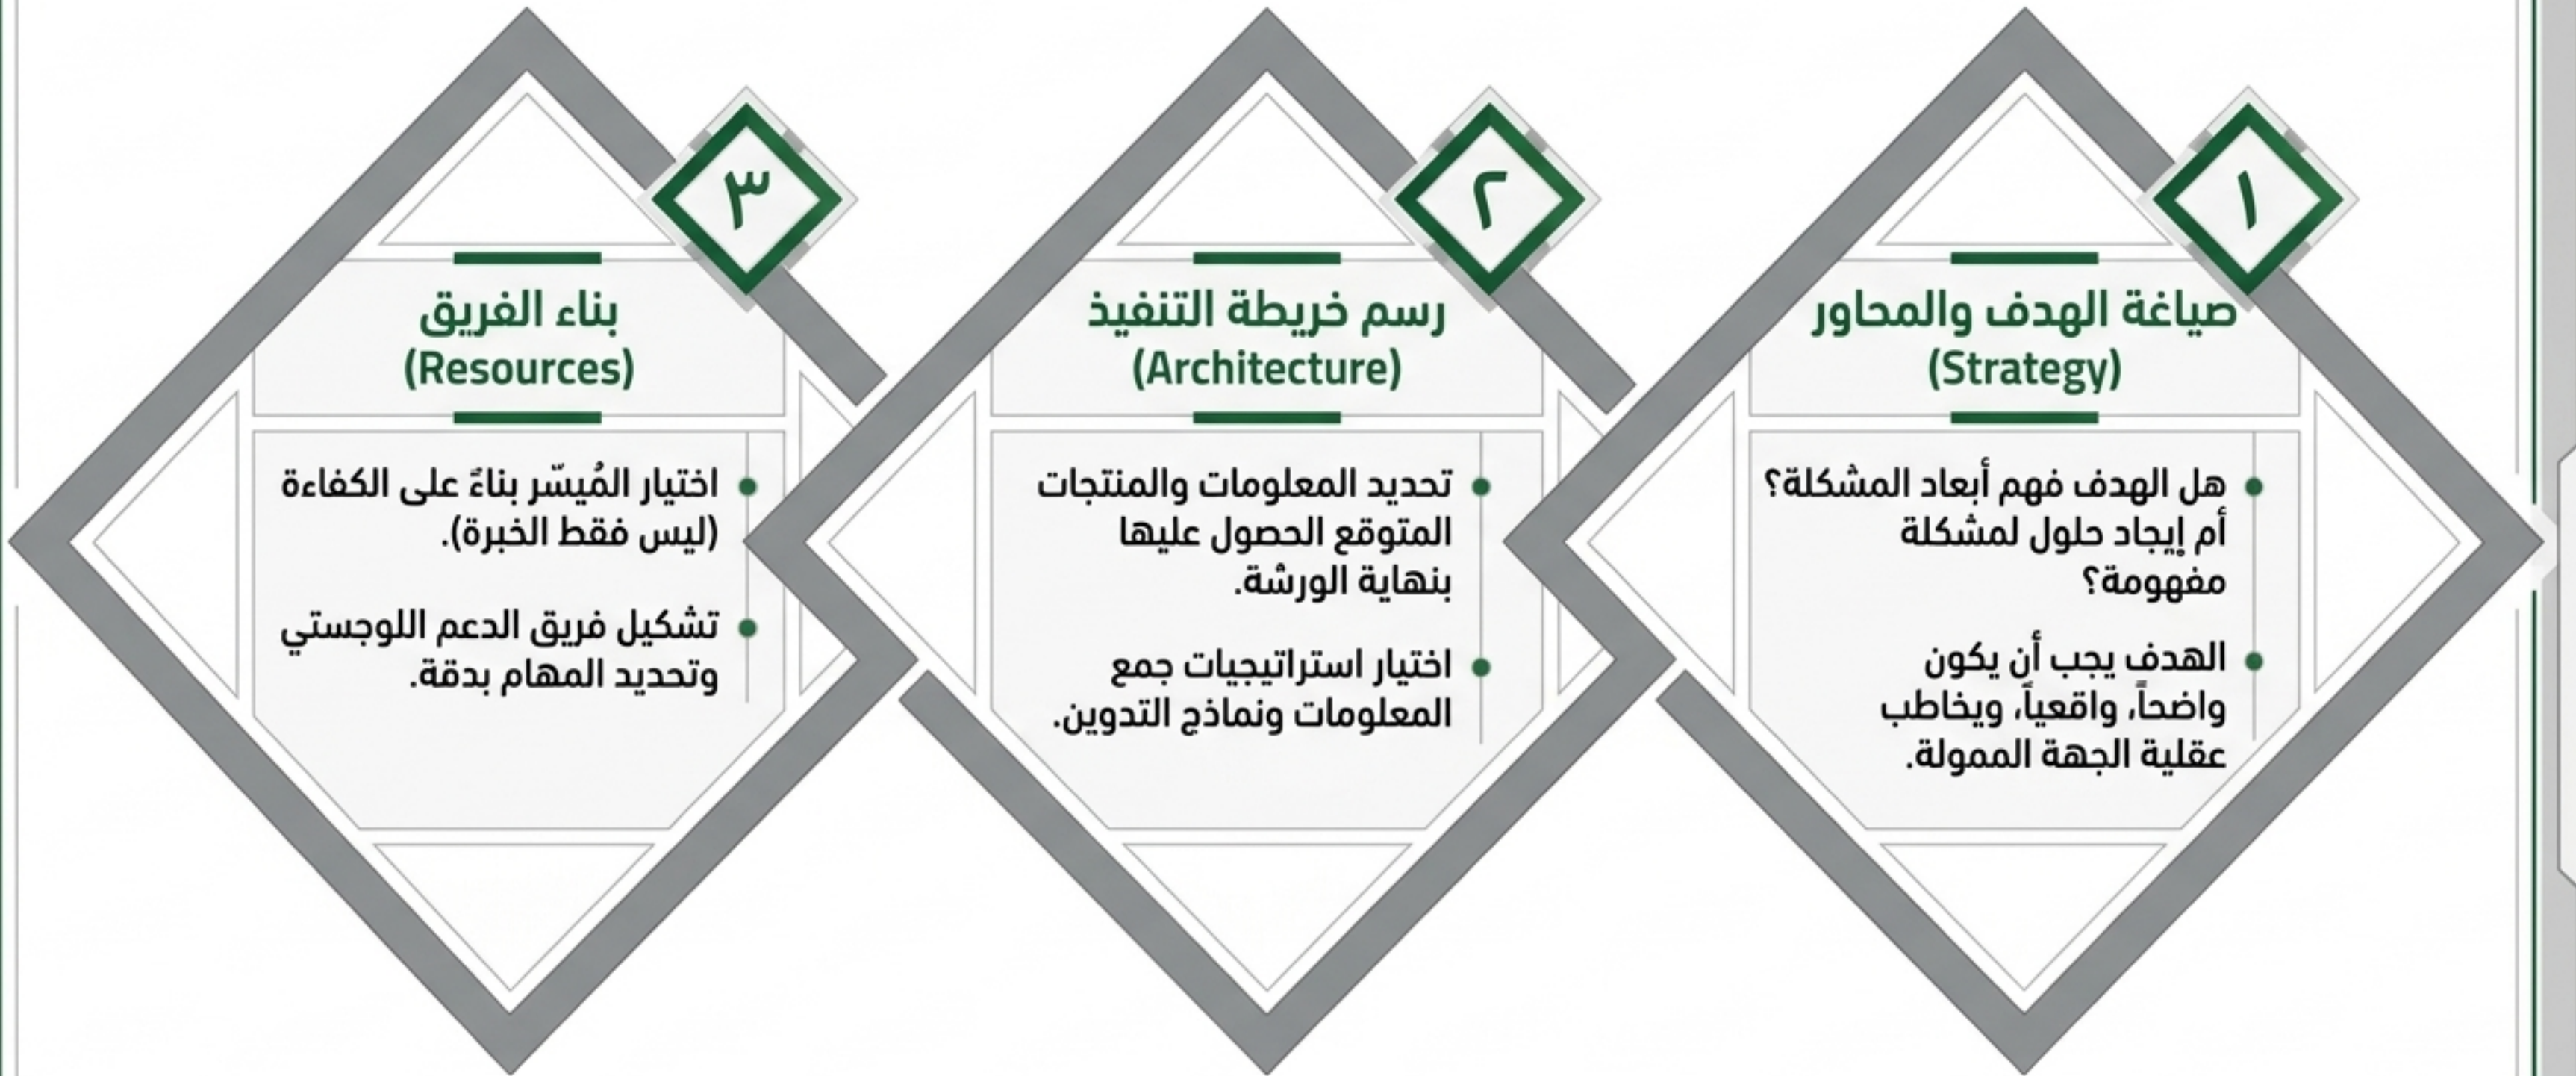 ١
صياغة الهدف والمحاور
(Strategy)
هل الهدف فهم أبعاد المشكلة؟
أم إيجاد حلول لمشكلة
مفهومة؟
الهدف يجب أن يكون
واضحاً، واقعياً، ويخاطب
عقلية الجهة الممولة.
٢
رسم خريطة التنفيذ
(Architecture)
تحديد المعلومات والمنتجات
المتوقع الحصول عليها
بنهاية الورشة.
اختيار استراتيجيات جمع
المعلومات ونماذج التدوين.
٣
بناء الفريق
(Resources)
اختيار المُيسّر بناءً على الكفاءة
(ليس فقط الخبرة).
تشكيل فريق الدعم اللوجستي
وتحديد المهام بدقة.